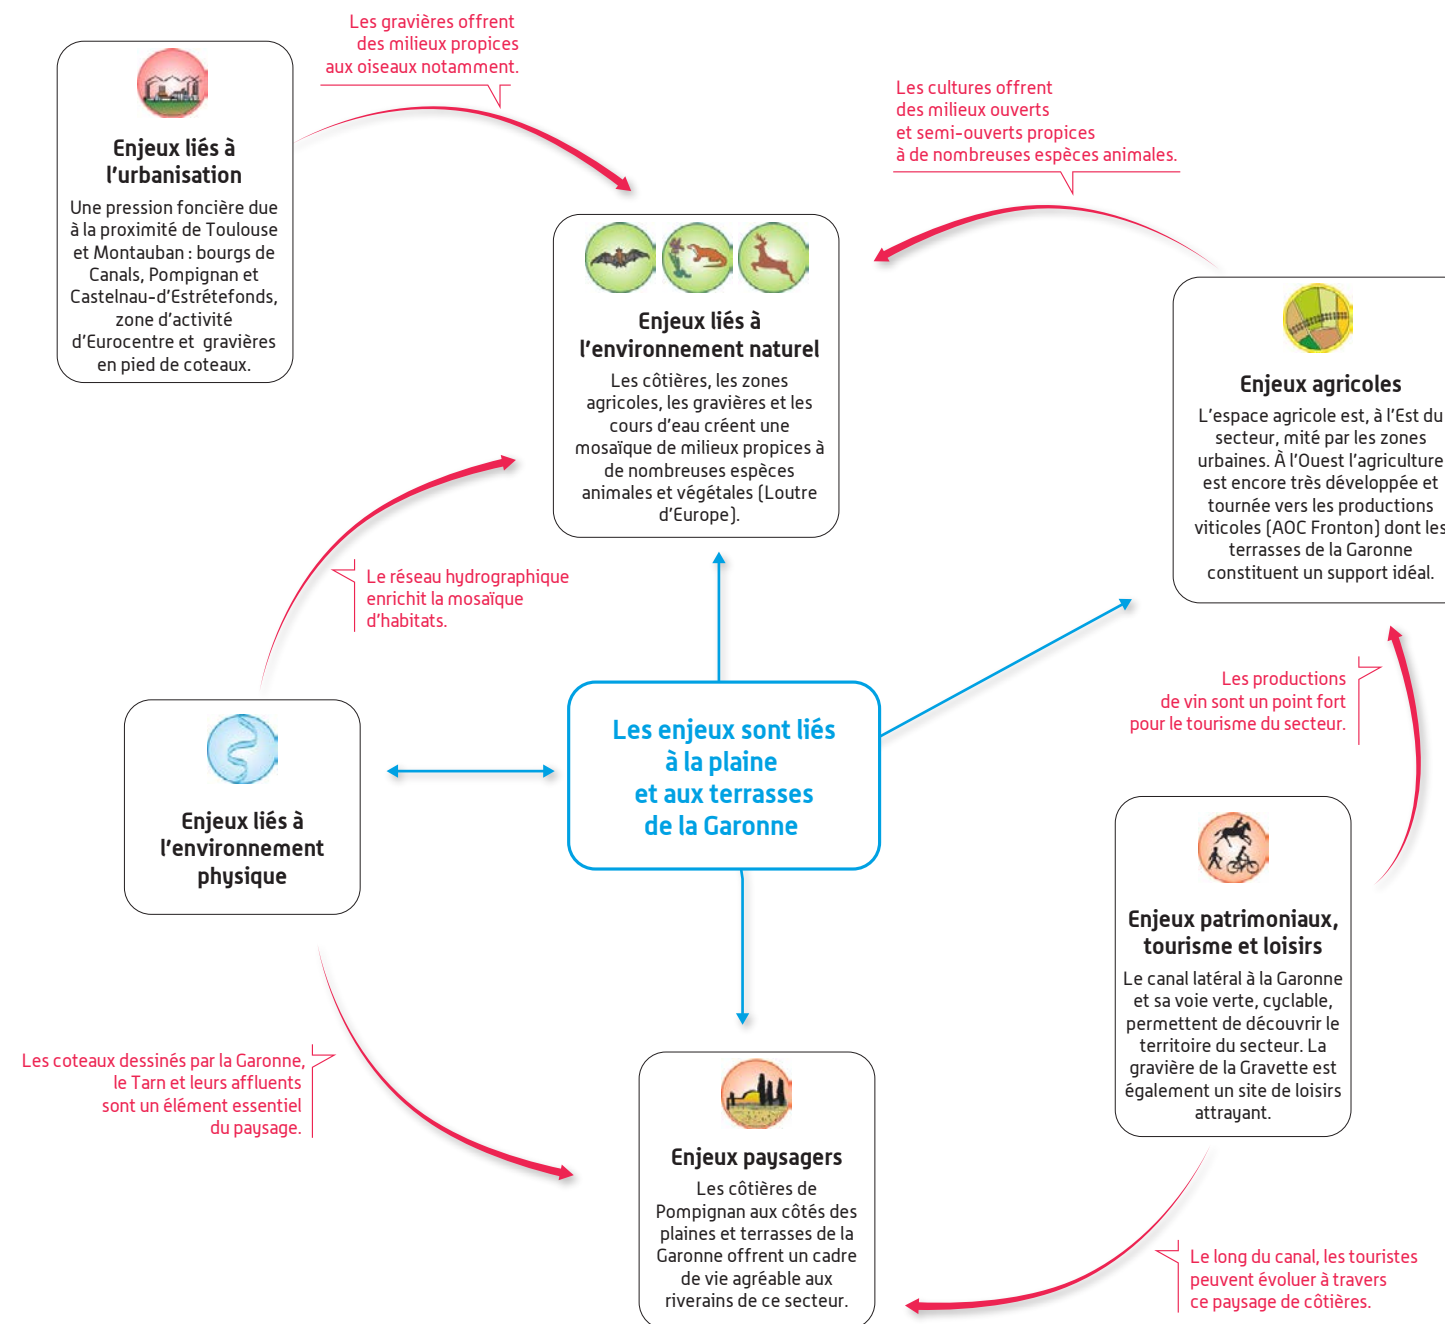 Les gravières offrent
des milieux propices
aux oiseaux notamment.
Enjeux liés à
l'urbanisation
Une pression foncière due
à la proximité de Toulouse
et Montauban : bourgs de
Canals, Pompignan et
Castelnau-d'Estrétefonds,
zone d'activité
d'Eurocentre et gravières
en pied de coteaux.
Les cultures offrent
des milieux ouverts
et semi-ouverts propices
à de nombreuses espèces animales.
Enjeux liés à
l'environnement naturel
Les côtières, les zones
agricoles, les gravières et les
cours d'eau créent une
mosaïque de milieux propices à
de nombreuses espèces
animales et végétales (Loutre
d'Europe).
Enjeux agricoles
L'espace agricole est, à l'Est du
secteur, mité par les zones
urbaines. À l'Ouest l'agriculture
est encore très développée et
tournée vers les productions
viticoles (AOC Fronton) dont les
terrasses de la Garonne
constituent un support idéal.
Le réseau hydrographique
enrichit la mosaïque
d'habitats.
Les productions
de vin sont un point fort
pour le tourisme du secteur.
Les enjeux sont liés
à la plaine
et aux terrasses
de la Garonne
Enjeux liés à
l'environnement
physique
Enjeux patrimoniaux,
tourisme et loisirs
Le canal latéral à la Garonne
et sa voie verte, cyclable,
permettent de découvrir le
territoire du secteur. La
gravière de la Gravette est
également un site de loisirs
attrayant.
Les coteaux dessinés par la Garonne,
le Tarn et leurs affluents
sont un élément essentiel
du paysage.
Enjeux paysagers
Les côtières de
Pompignan aux côtés des
plaines et terrasses de la
Garonne offrent un cadre
de vie agréable aux
riverains de ce secteur.
Le long du canal, les touristes
peuvent évoluer à travers
ce paysage de côtières.